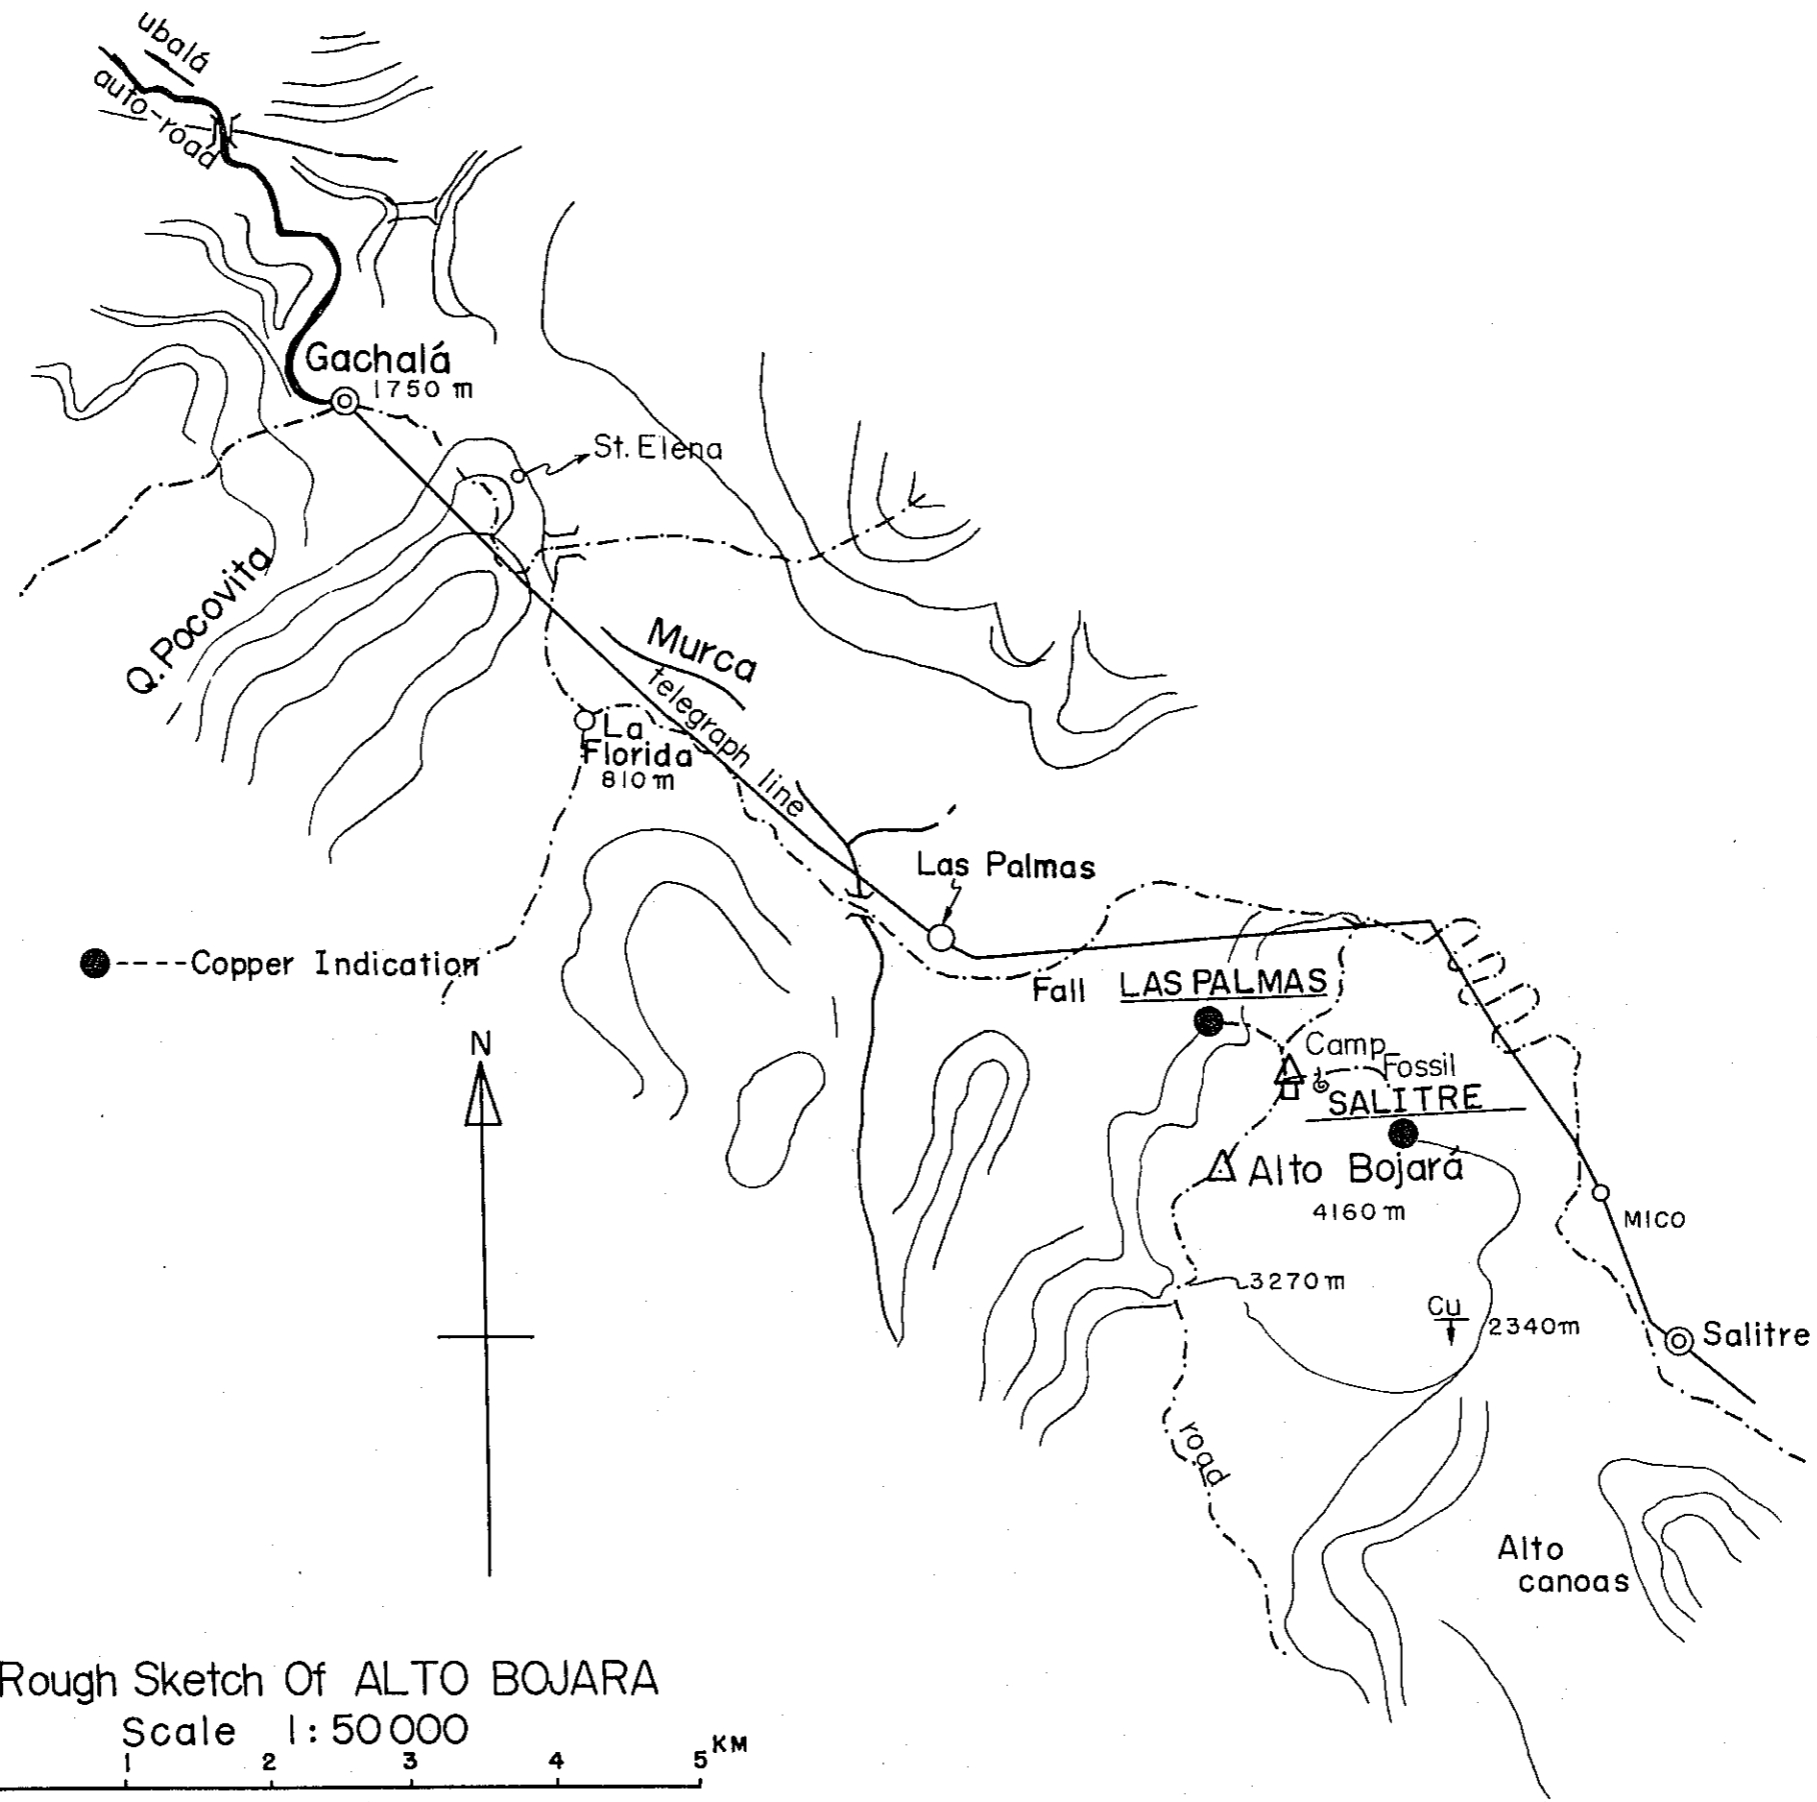 ubalá
auto-road
Gachalá
1750 m
St. Elena
Q. Pocovita
Murca
telegraph line
La
Florida
810 m
Las Palmas
Copper Indication
Fall
LAS PALMAS
N
Camp
Fossil
SALITRE
Alto Bojará
4160 m
MICO
3270 m
Cu
2340 m
Salitre
road
Alto
canoas
Rough Sketch Of ALTO BOJARA
Scale 1:50000
1 2 3 4 5 KM